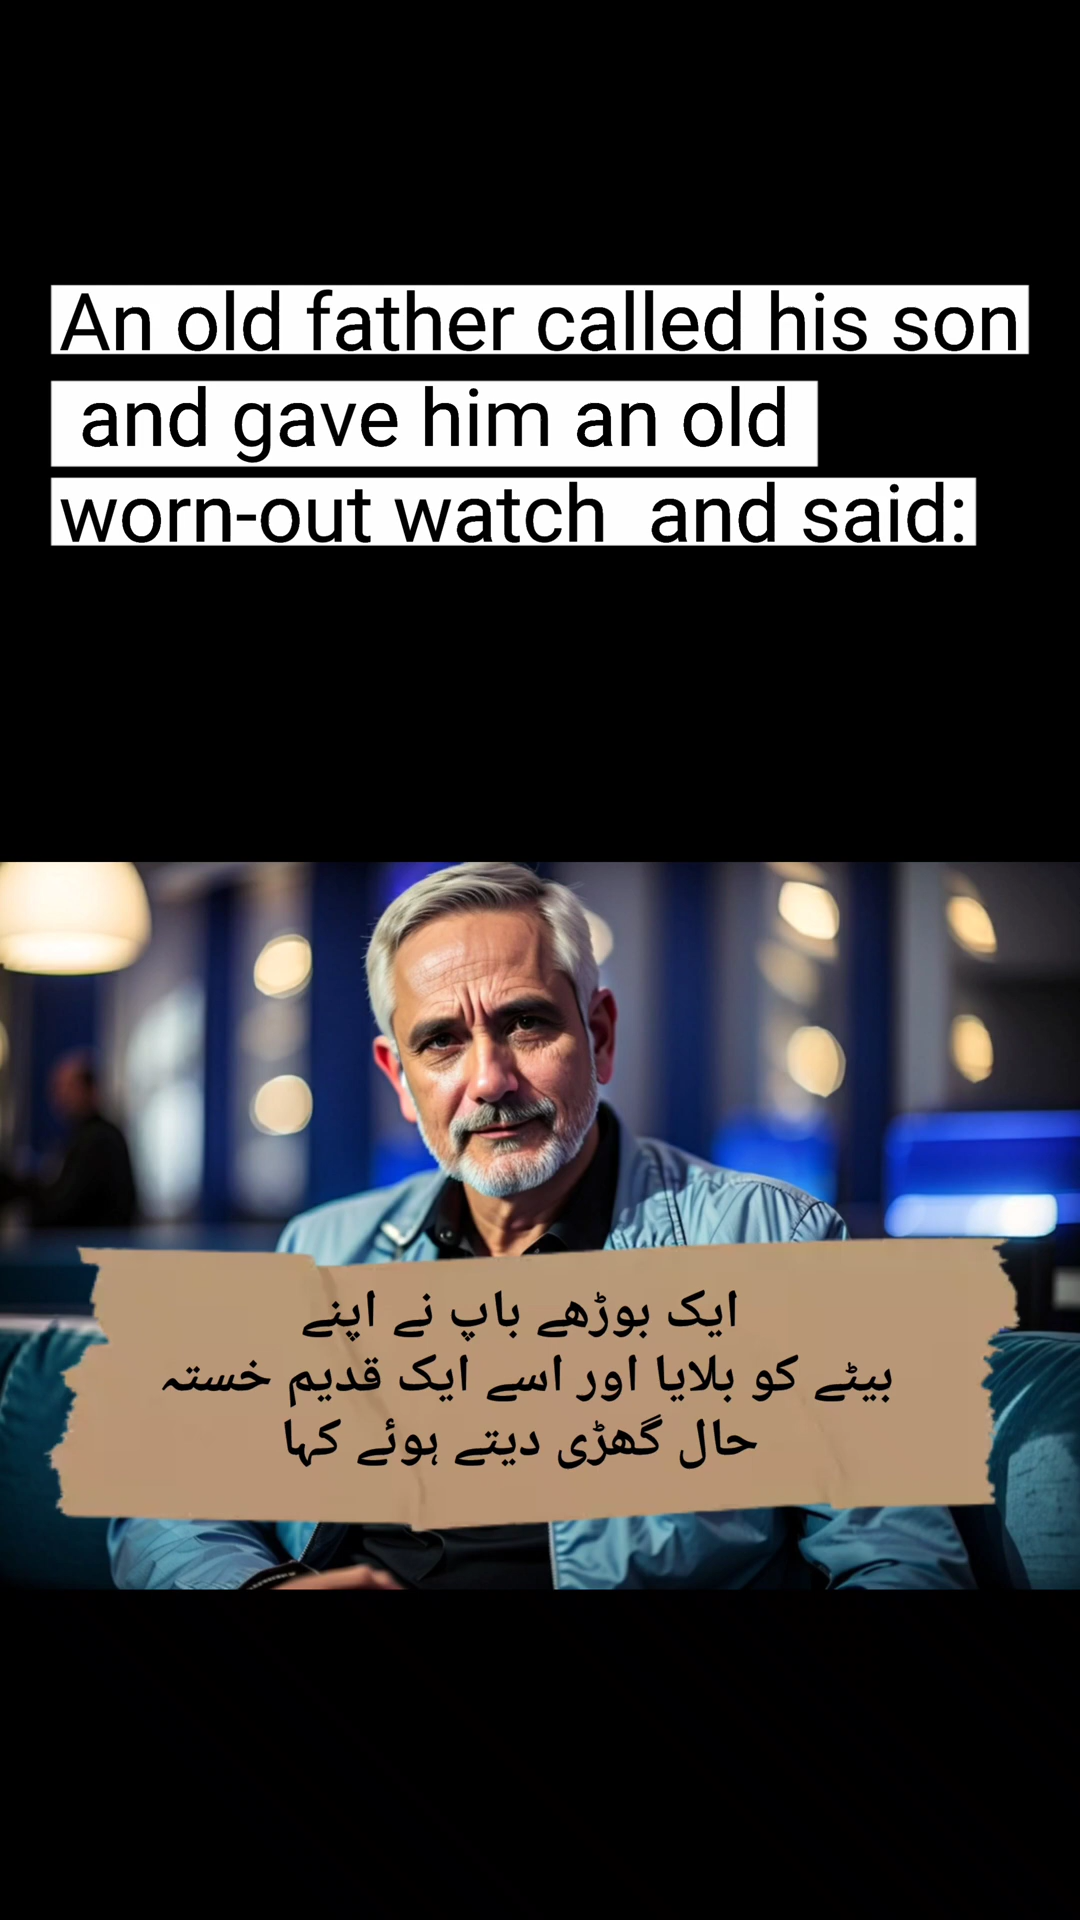 An old father called his son
and gave him an old
worn-out watch  and said:
ایک بوڑھے باپ نے اپنے
بیٹے کو بلایا اور اسے ایک قدیم خستہ
حال گھڑی دیتے ہوئے کہا